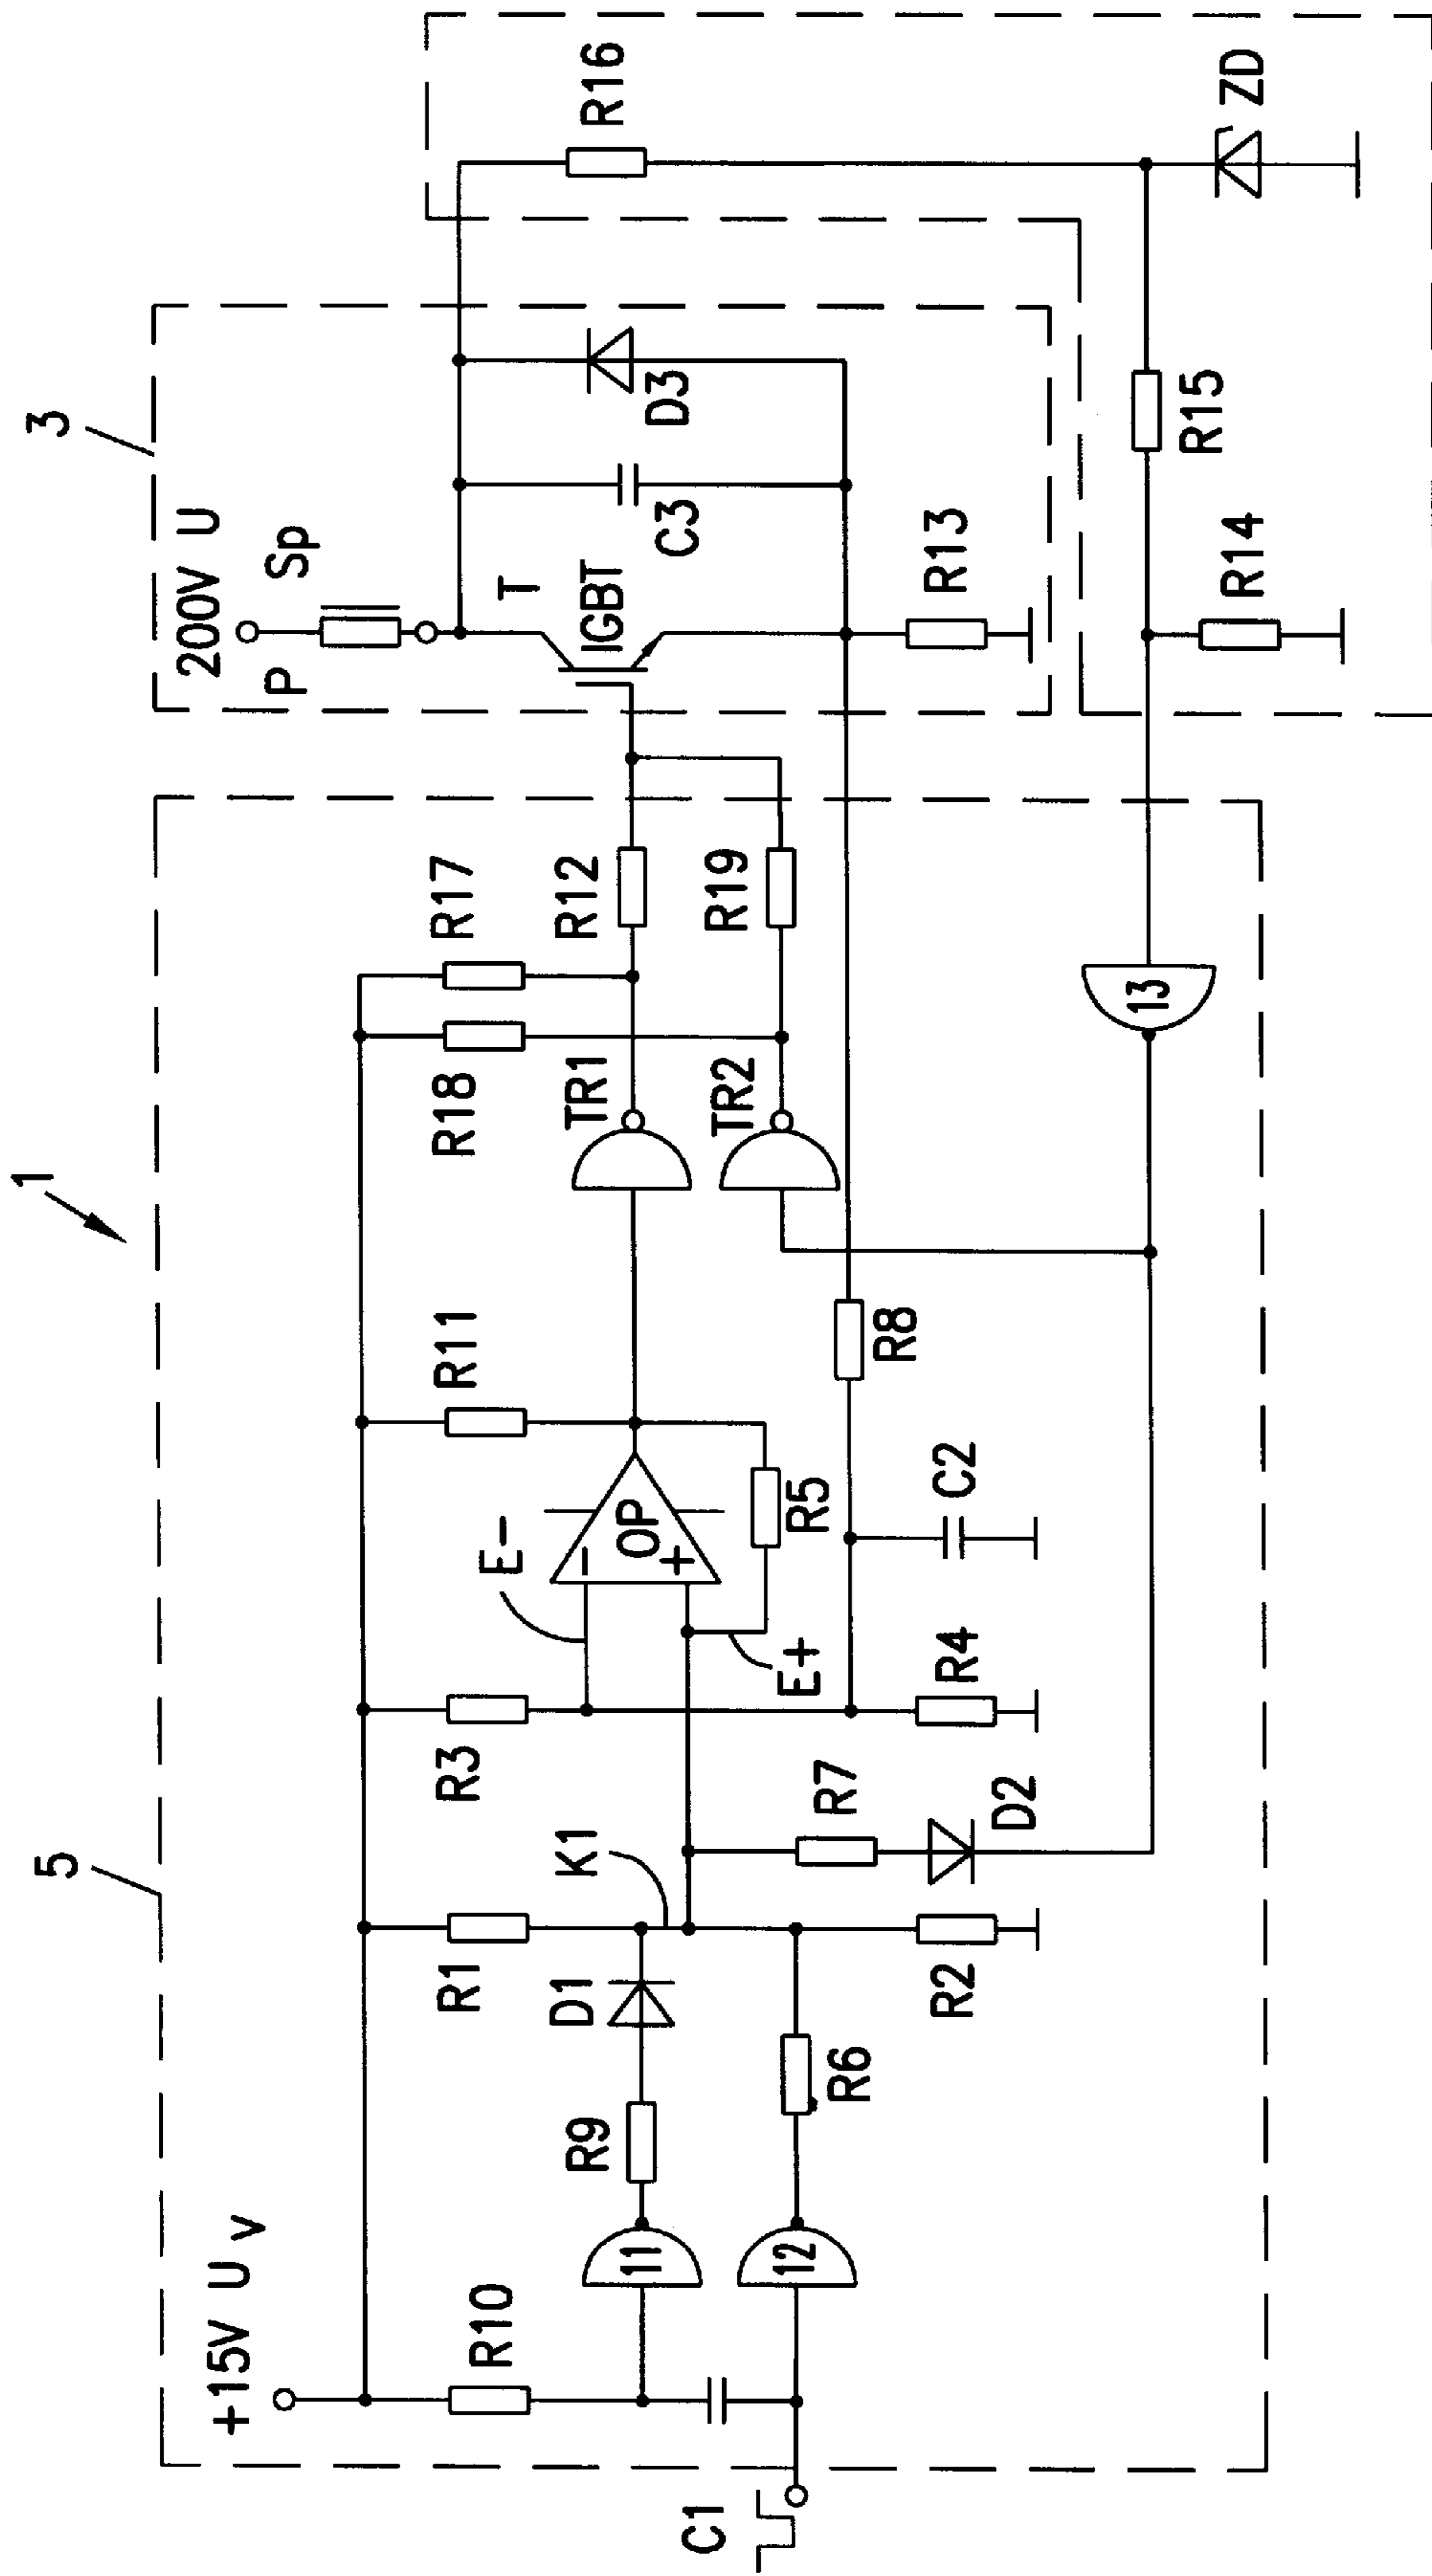 1
5
3
+15V U V
200V U
P
Sp
R10
R1
R3
R11
R18
R17
R16
T
IGBT
C3
D3
R9
D1
K1
E-
OP
-
+
E+
R5
TR1
TR2
R12
R19
11
12
13
C1
R6
R2
R7
D2
R4
C2
R8
R13
R14
R15
ZD